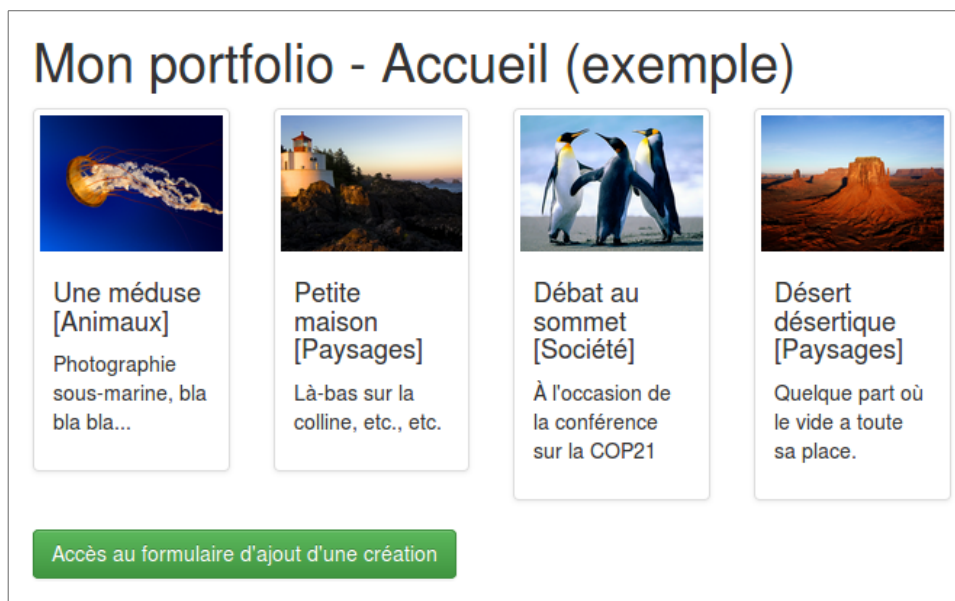 Mon portfolio - Accueil (exemple)
Une méduse
[Animaux]
Photographie
sous-marine, bla
bla bla...
Petite
maison
[Paysages]
Là-bas sur la
colline, etc., etc.
Débat au
sommet
[Société]
À l'occasion de
la conférence
sur la COP21
Désert
désertique
[Paysages]
Quelque part où
le vide a toute
sa place.
Accès au formulaire d'ajout d'une création